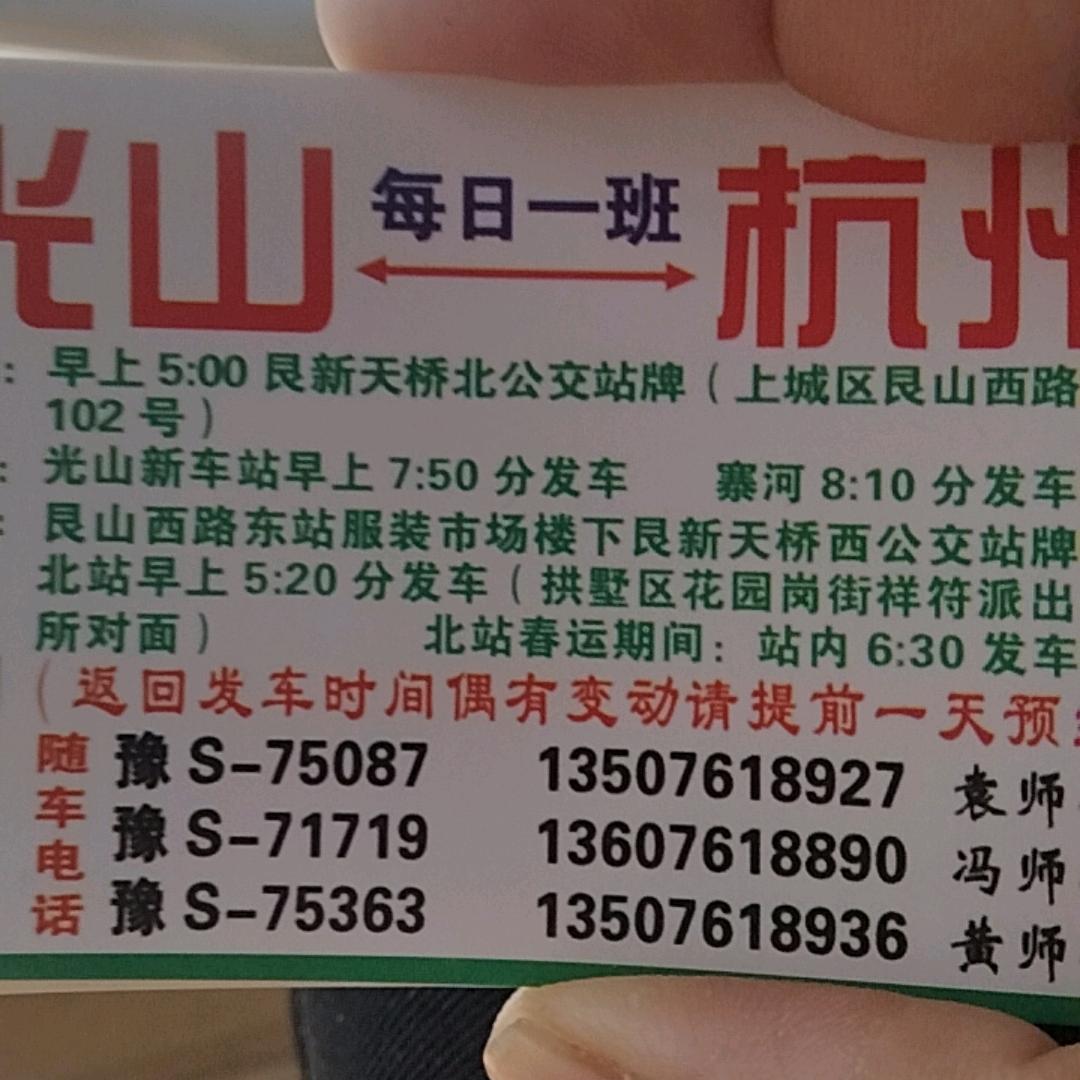 光山 每日一班 杭州
: 早上 5:00 艮新天桥北公交站牌（上城区艮山西路
102 号）
: 光山新车站早上 7:50 分发车 寨河 8:10 分发车
: 艮山西路东站服装市场楼下艮新天桥西公交站牌
北站早上 5:20 分发车（拱墅区花园岗街祥符派出
所对面） 北站春运期间：站内 6:30 发车
（返回发车时间偶有变动请提前一天预
随车电话
豫 S-75087 13507618927 袁师
豫 S-71719 13607618890 冯师
豫 S-75363 13507618936 黄师